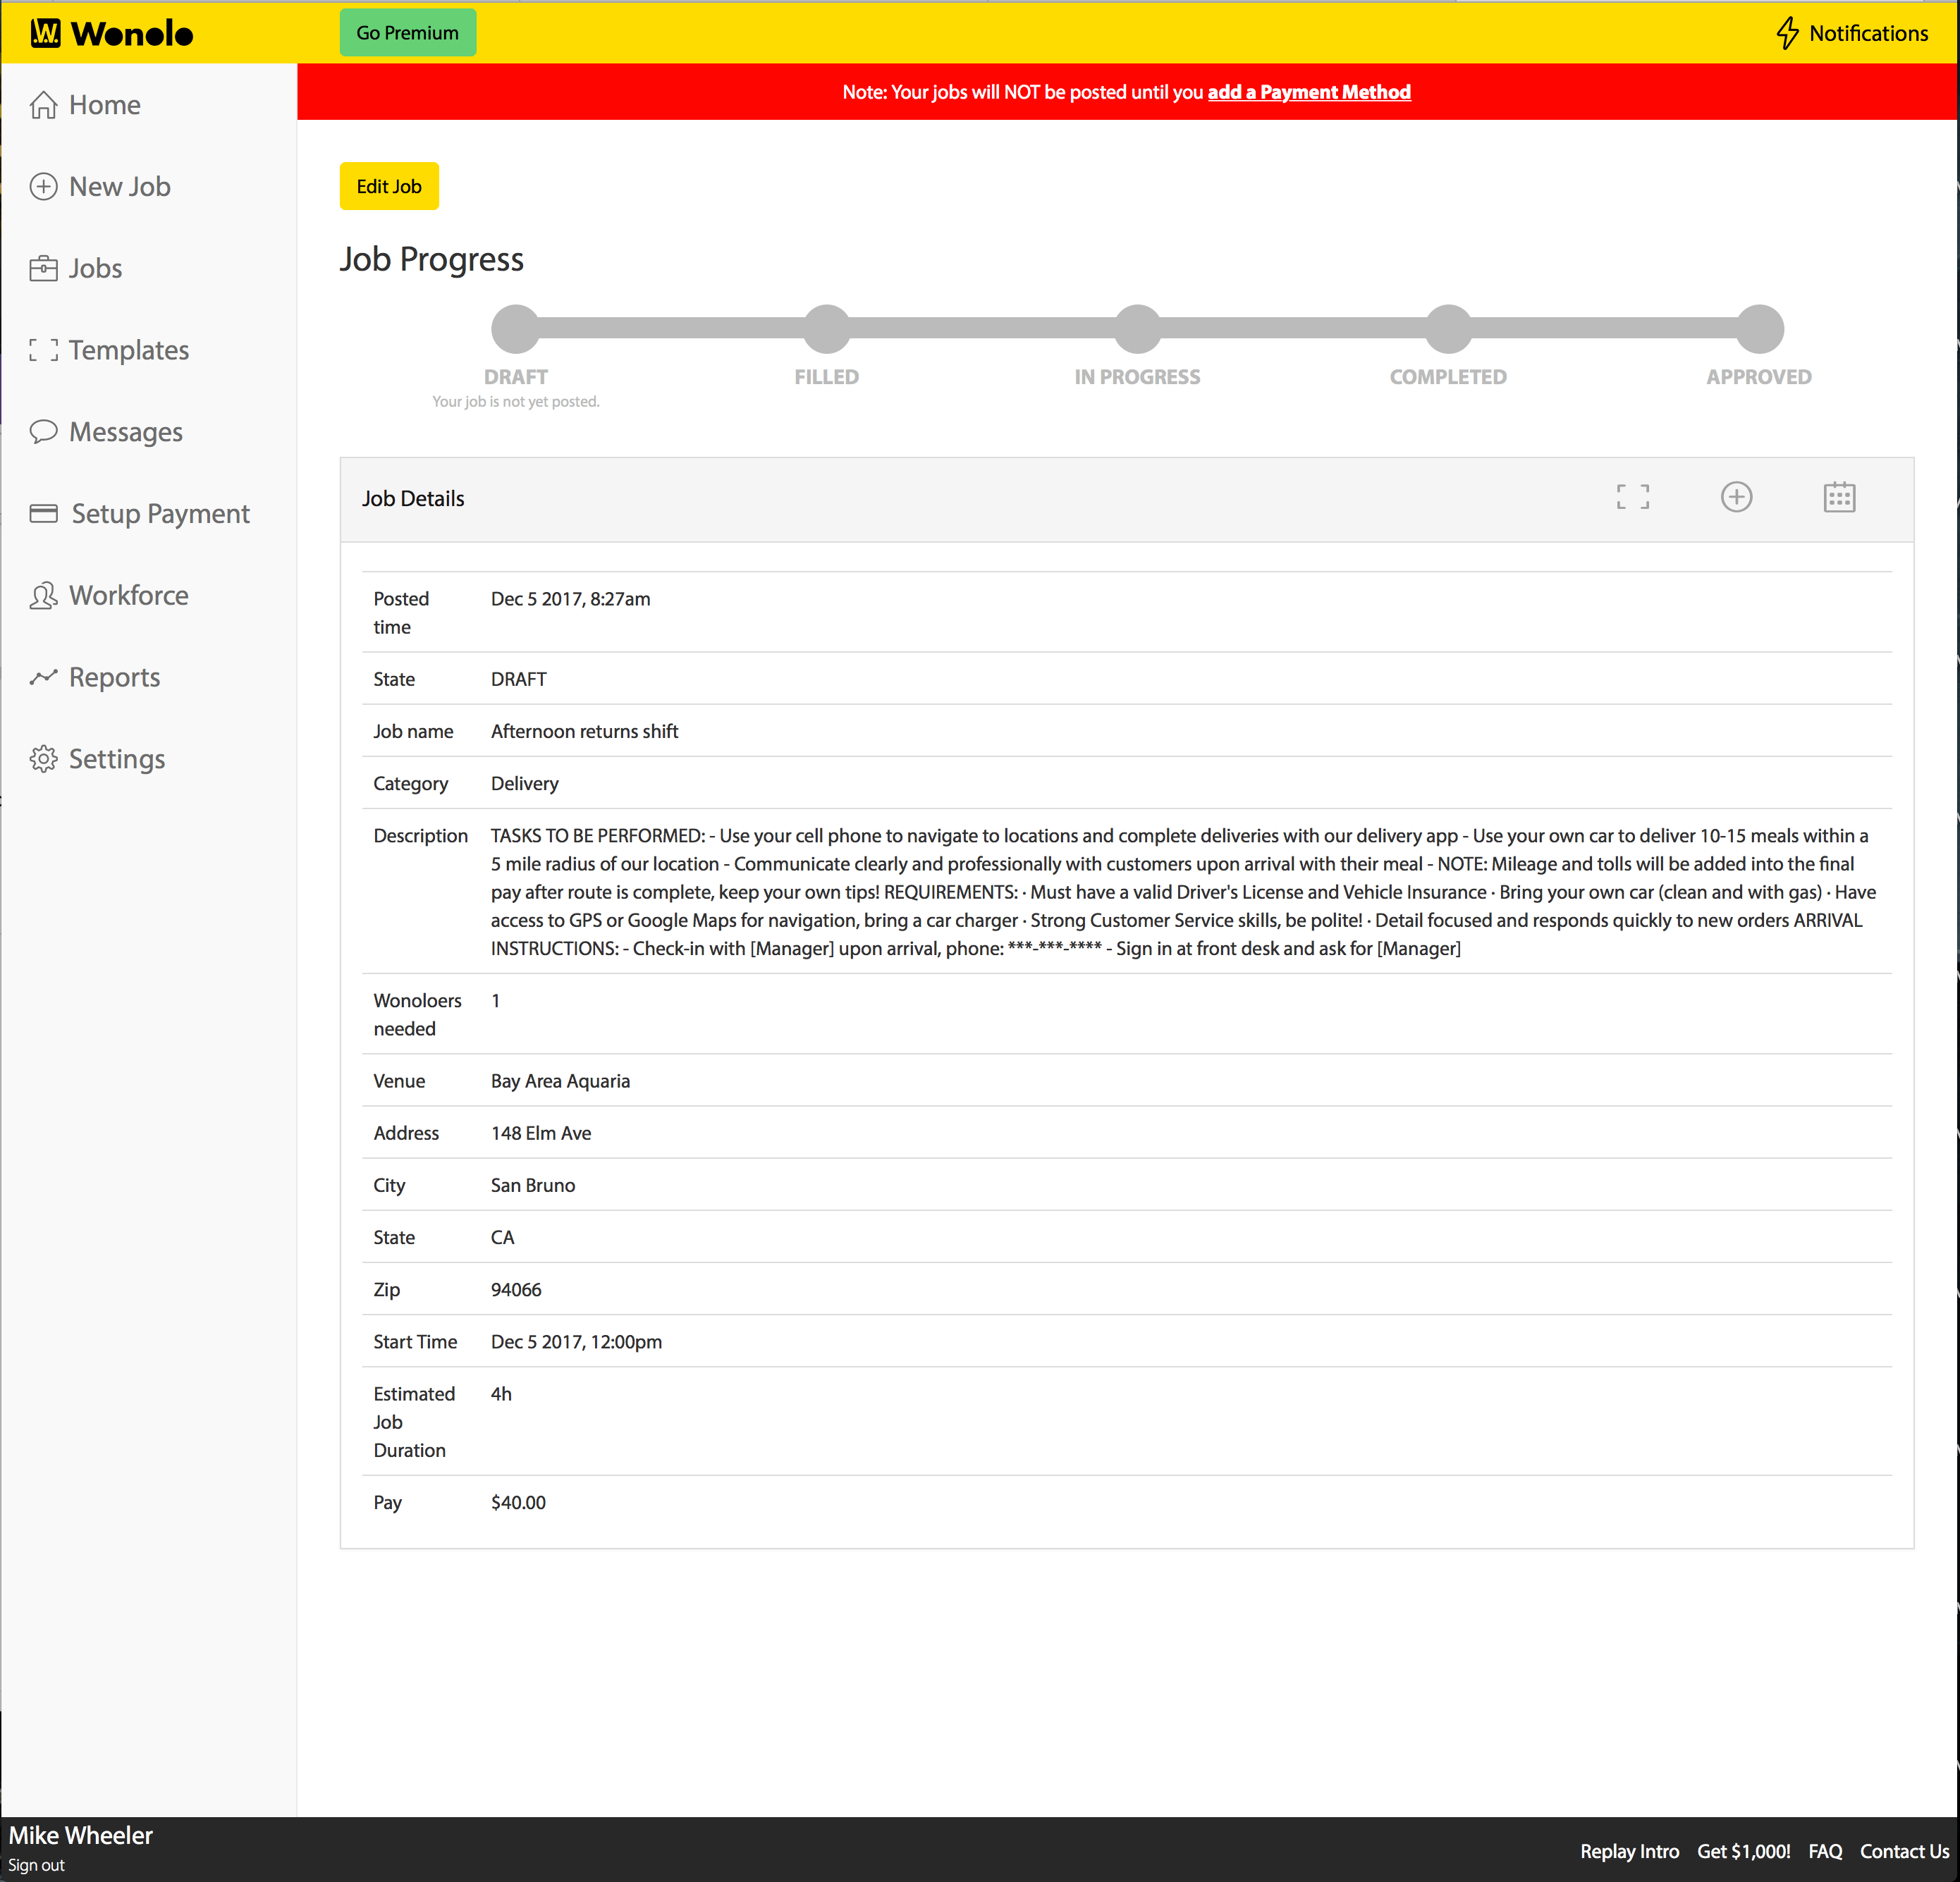 W. Wonolo
Go Premium
Notifications
Note: Your jobs will NOT be posted until you add a Payment Method
Home
New Job
Jobs
Templates
Messages
Setup Payment
Workforce
Reports
Settings
Edit Job
Job Progress
DRAFT
Your job is not yet posted.
FILLED
IN PROGRESS
COMPLETED
APPROVED
Job Details
Posted time
Dec 5 2017, 8:27am
State
DRAFT
Job name
Afternoon returns shift
Category
Delivery
Description
TASKS TO BE PERFORMED: - Use your cell phone to navigate to locations and complete deliveries with our delivery app - Use your own car to deliver 10-15 meals within a
5 mile radius of our location - Communicate clearly and professionally with customers upon arrival with their meal - NOTE: Mileage and tolls will be added into the final
pay after route is complete, keep your own tips! REQUIREMENTS: · Must have a valid Driver's License and Vehicle Insurance · Bring your own car (clean and with gas) · Have
access to GPS or Google Maps for navigation, bring a car charger · Strong Customer Service skills, be polite! · Detail focused and responds quickly to new orders ARRIVAL
INSTRUCTIONS: - Check-in with [Manager] upon arrival, phone: ***-***-**** - Sign in at front desk and ask for [Manager]
Wonoloers needed
1
Venue
Bay Area Aquaria
Address
148 Elm Ave
City
San Bruno
State
CA
Zip
94066
Start Time
Dec 5 2017, 12:00pm
Estimated Job Duration
4h
Pay
$40.00
Mike Wheeler
Sign out
Replay Intro
Get $1,000!
FAQ
Contact Us